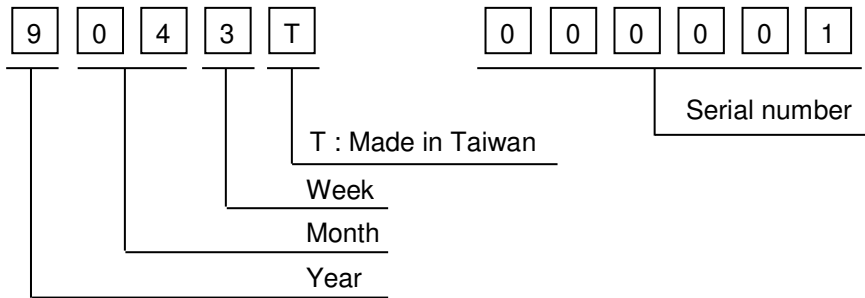 9 0 4 3 T 0 0 0 0 0 1
Serial number
T : Made in Taiwan
Week
Month
Year